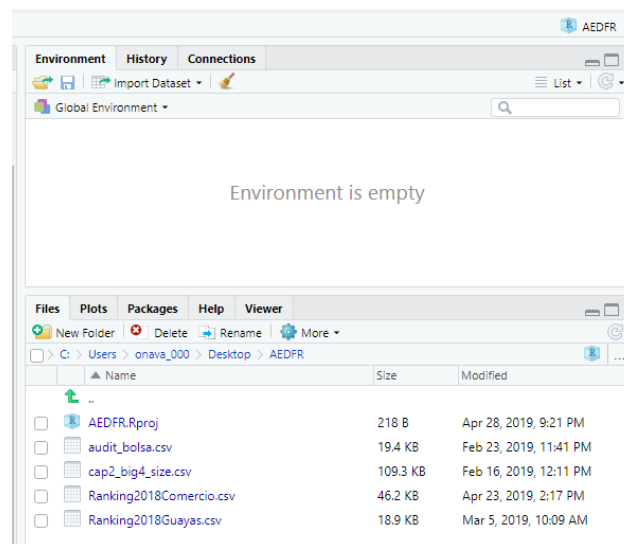 AEDFR
Environment History Connections
Import Dataset List
Global Environment
Environment is empty
Files Plots Packages Help Viewer
New Folder Delete Rename More
C: > Users > onava_000 > Desktop > AEDFR R ...
Name Size Modified
..
AEDFR.Rproj 218 B Apr 28, 2019, 9:21 PM
audit_bolsa.csv 19.4 KB Feb 23, 2019, 11:41 PM
cap2_big4_size.csv 109.3 KB Feb 16, 2019, 12:11 PM
Ranking2018Comercio.csv 46.2 KB Apr 23, 2019, 2:17 PM
Ranking2018Guayas.csv 18.9 KB Mar 5, 2019, 10:09 AM